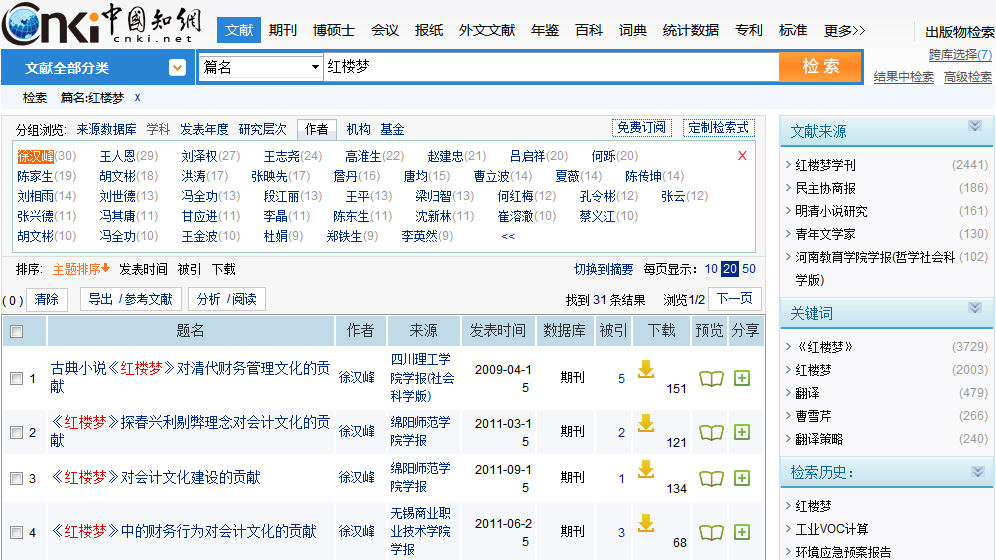 cnki 中国知网
cnki.net
文献 期刊 博硕士 会议 报纸 外文文献 年鉴 百科 词典 统计数据 专利 标准 更多>> 出版物检索
文献全部分类 篇名 红楼梦 检 索 跨库选择(7)
结果中检索 高级检索
检索 篇名:红楼梦 x
分组浏览: 来源数据库 学科 发表年度 研究层次 作者 机构 基金 免费订阅 定制检索式
徐汉峰(30) 王人恩(29) 刘泽权(27) 王志尧(24) 高淮生(22) 赵建忠(21) 吕启祥(20) 何跞(20) X
陈家生(19) 胡文彬(18) 洪涛(17) 张映先(17) 詹丹(16) 唐均(15) 曹立波(14) 夏薇(14) 陈传坤(14)
刘相雨(14) 刘世德(13) 冯全功(13) 段江丽(13) 王平(13) 梁归智(13) 何红梅(12) 孔令彬(12) 张云(12)
张兴德(11) 冯其庸(11) 甘应进(11) 李晶(11) 陈东生(11) 沈新林(11) 崔溶澈(10) 蔡义江(10)
胡文彬(10) 冯全功(10) 王金波(10) 杜娟(9) 郑铁生(9) 李英然(9) <<
排序: 主题排序 发表时间 被引 下载 切换到摘要 每页显示: 10 20 50
(0) 清除 导出 / 参考文献 分析 / 阅读 找到 31 条结果 浏览1/2 下一页
题名 作者 来源 发表时间 数据库 被引 下载 预览 分享
1 古典小说《红楼梦》对清代财务管理文化的贡
献 徐汉峰 四川理工学
院学报(社会
科学版) 2009-04-1
5 期刊 5 151
2 《红楼梦》探春兴利剔弊理念对会计文化的贡
献 徐汉峰 绵阳师范学
院学报 2011-03-1
5 期刊 2 121
3 《红楼梦》对会计文化建设的贡献 徐汉峰 绵阳师范学
院学报 2011-09-1
5 期刊 1 134
4 《红楼梦》中的财务行为对会计文化的贡献 徐汉峰 无锡商业职
业技术学院
学报 2011-06-2
5 期刊 3 68
文献来源
红楼梦学刊 (2441)
民主协商报 (186)
明清小说研究 (161)
青年文学家 (130)
河南教育学院学报(哲学社会科 (102)
学版)
关键词
《红楼梦》 (3729)
红楼梦 (2003)
翻译 (479)
曹雪芹 (266)
翻译策略 (240)
检索历史:
红楼梦
工业VOC计算
环境应急预案报告